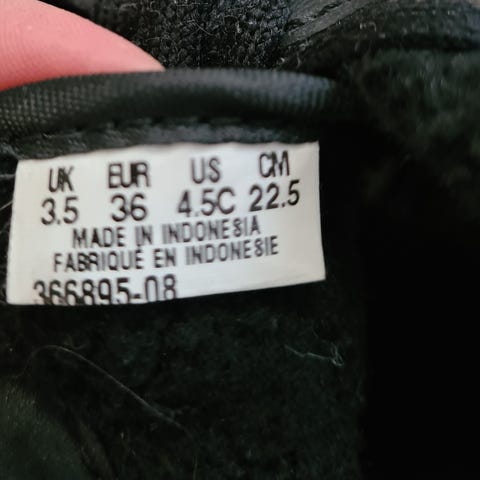 UK EUR US CM
3.5 36 4.5C 22.5
MADE IN INDONESIA
FABRIQUÉ EN INDONESIE
366895-08